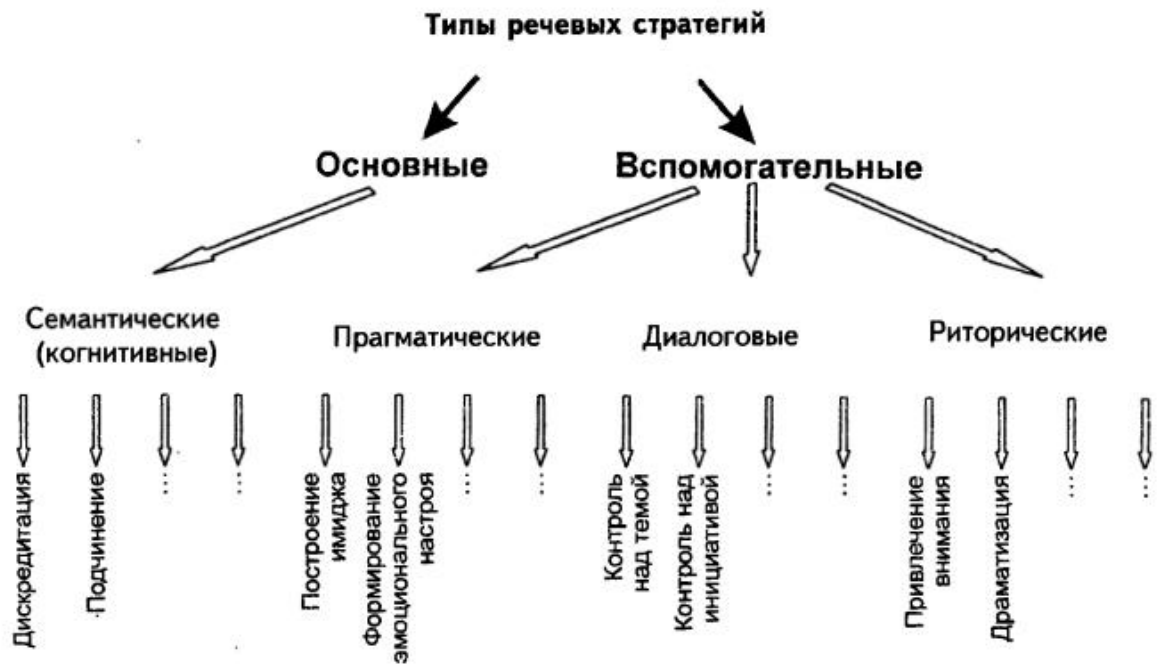 Типы речевых стратегий
Основные
Вспомогательные
Семантические
(когнитивные)
Прагматические
Диалоговые
Риторические
Дискредитация
Подчинение
...
...
Построение
имиджа
Формирование
эмоционального
настроя
...
...
Контроль
над темой
Контроль над
инициативой
...
...
Привлечение
внимания
Драматизация
...
...